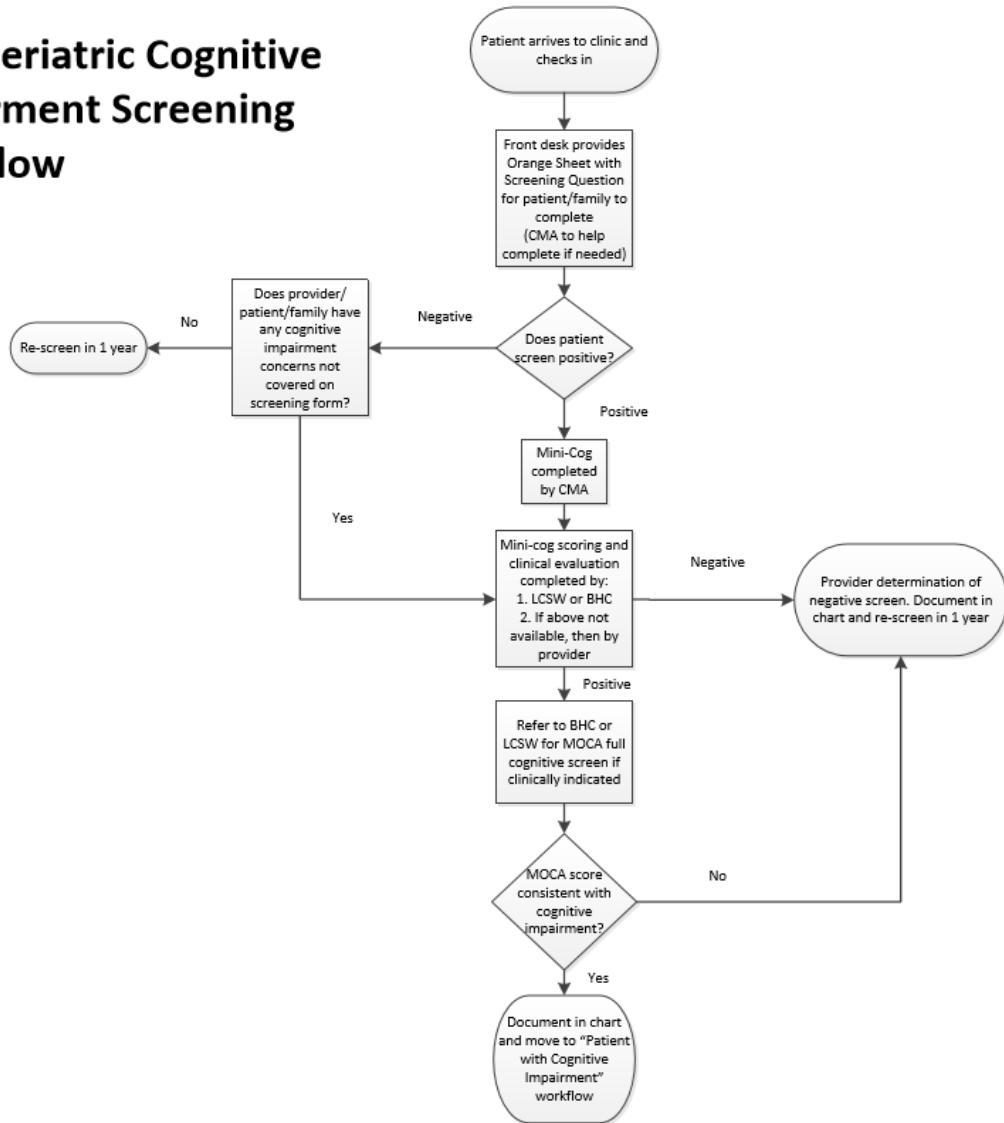 eriatric Cognitive
rment Screening
low
Patient arrives to clinic and
checks in
Front desk provides
Orange Sheet with
Screening Question
for patient/family to
complete
(CMA to help
complete if needed)
Does patient
screen positive?
Negative
Does provider/
patient/family have
any cognitive
impairment
concerns not
covered on
screening form?
No
Re-screen in 1 year
Positive
Mini-Cog
completed
by CMA
Yes
Mini-cog scoring and
clinical evaluation
completed by:
1. LCSW or BHC
2. If above not
available, then by
provider
Negative
Provider determination of
negative screen. Document in
chart and re-screen in 1 year
Positive
Refer to BHC or
LCSW for MOCA full
cognitive screen if
clinically indicated
MOCA score
consistent with
cognitive
impairment?
No
Yes
Document in chart
and move to “Patient
with Cognitive
Impairment”
workflow